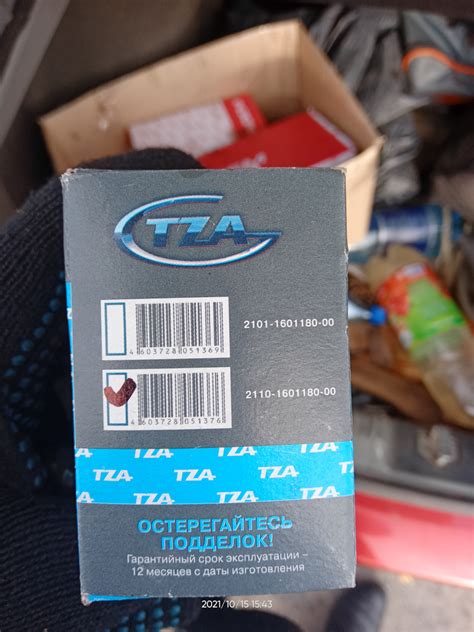 TZA
4603728051369
2101-1601180-00
4603728051376
2110-1601180-00
TZA TZA TZA TZA
TZA TZA TZA
ОСТЕРЕГАЙТЕСЬ
ПОДДЕЛОК!
Гарантийный срок эксплуатации –
12 месяцев с даты изготовления
2021/10/15 15:43